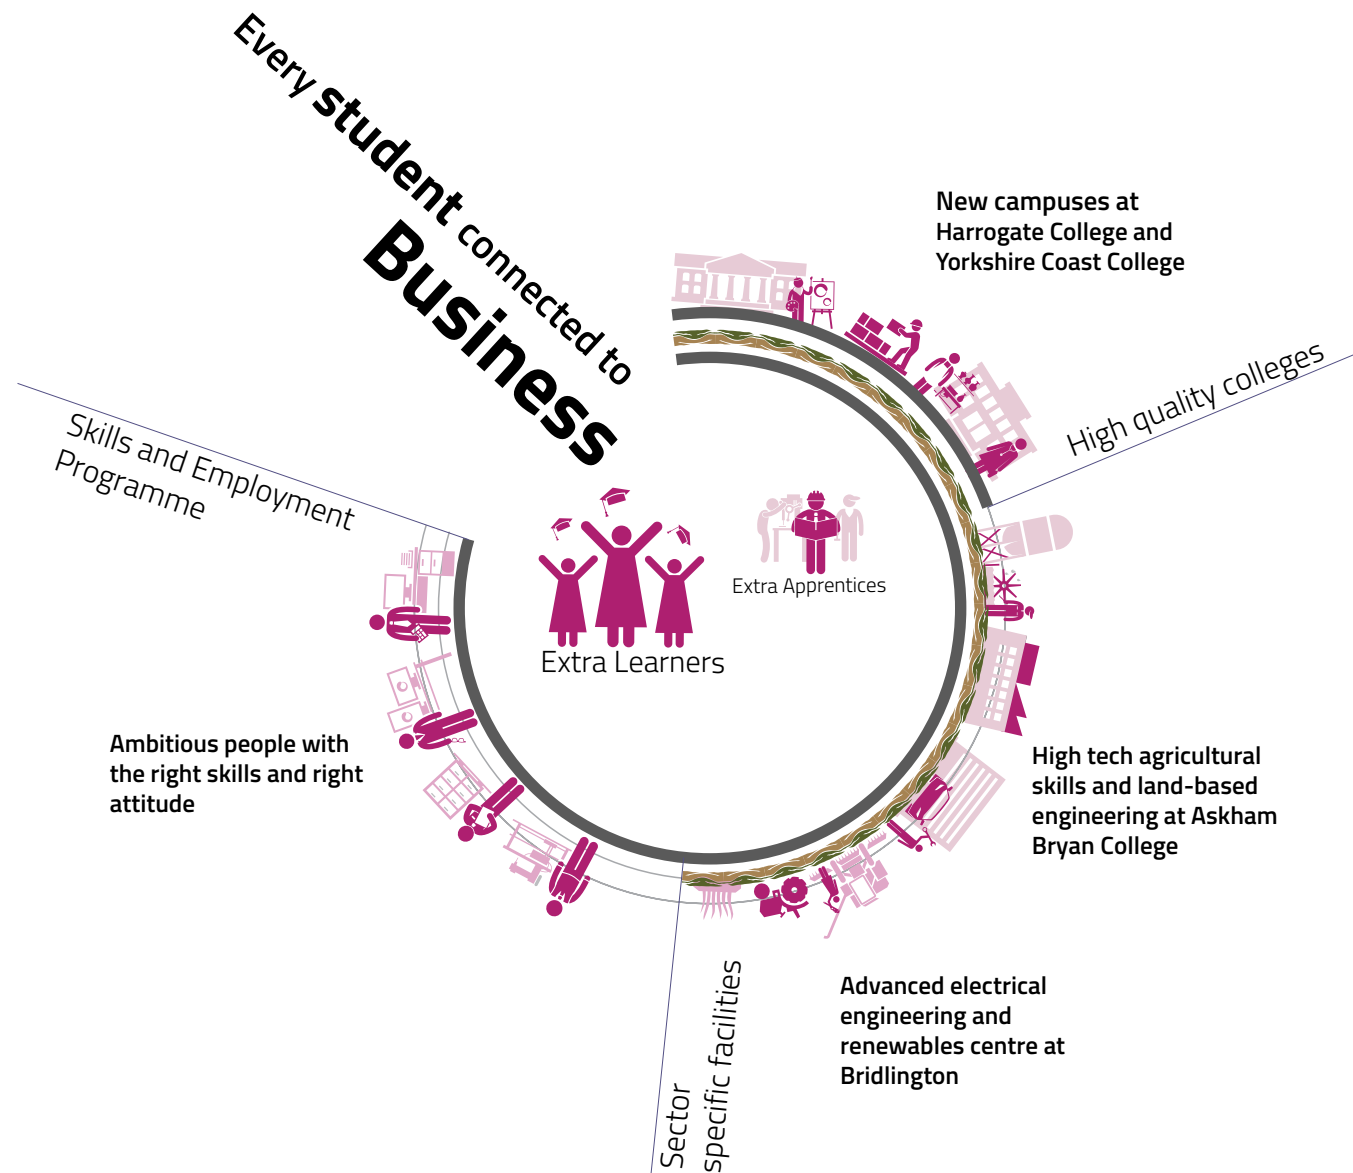 Every student connected to
Business
New campuses at
Harrogate College and
Yorkshire Coast College
High quality colleges
Skills and Employment
Programme
Extra Apprentices
Extra Learners
Ambitious people with
the right skills and right
attitude
High tech agricultural
skills and land-based
engineering at Askham
Bryan College
Sector
specific facilities
Advanced electrical
engineering and
renewables centre at
Bridlington